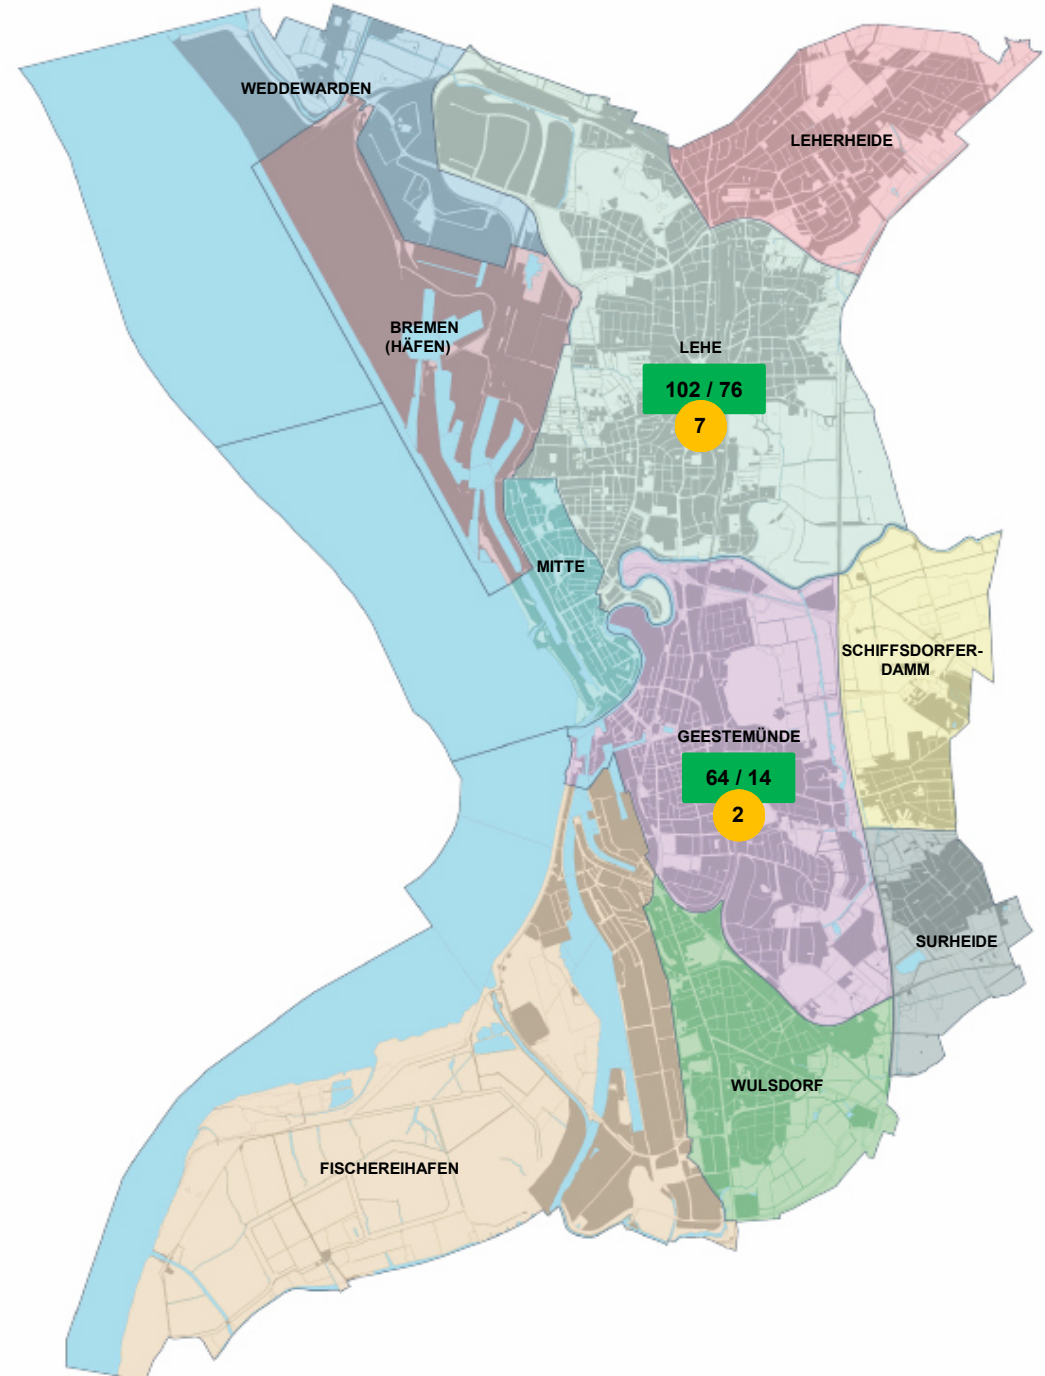 WEDDEWARDEN
LEHERHEIDE
BREMEN
(HÄFEN)
LEHE
102 / 76
7
MITTE
SCHIFFSDORFER-
DAMM
GEESTEMÜNDE
64 / 14
2
SURHEIDE
WULSDORF
FISCHEREIHAFEN